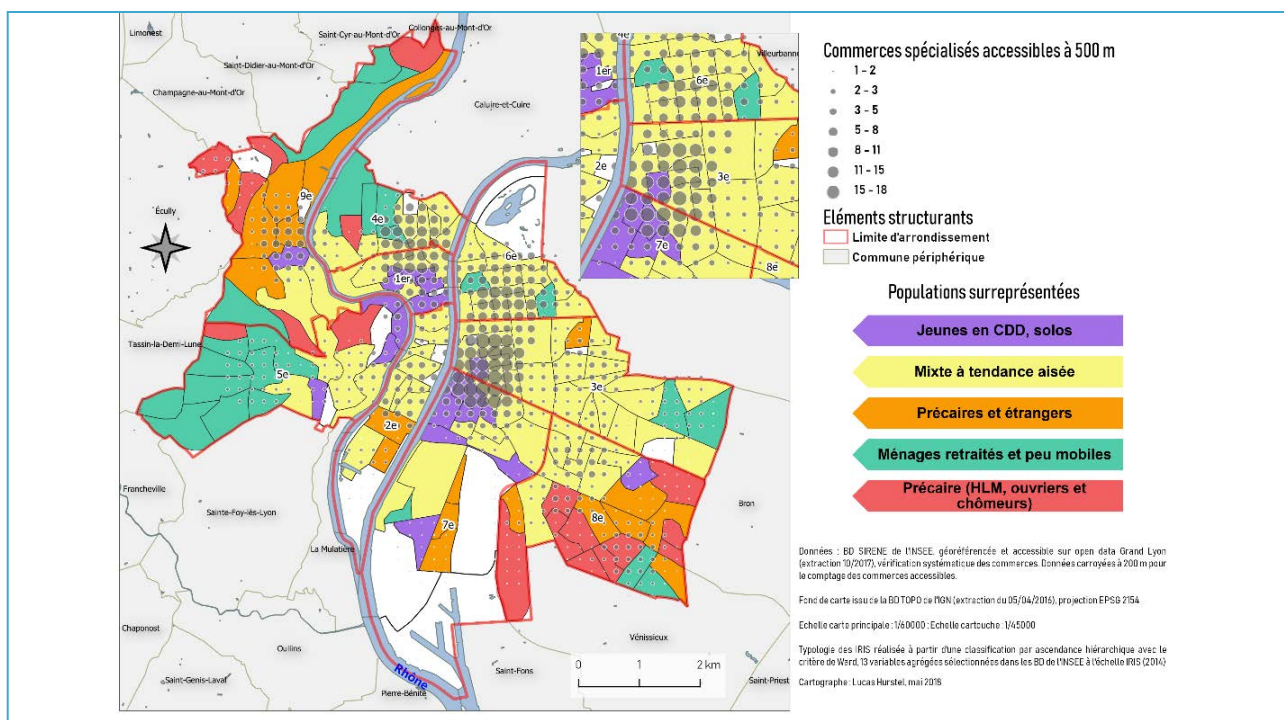 Limonest
Collonges-au-Mont-d'Or
Saint-Cyr-au-Mont-d'Or
Saint-Didier-au-Mont-d'Or
Champagne-au-Mont-d'Or
Caluire-et-Cuire
Écully
9e
4e
1er
6e
Tassin-la-Demi-Lune
5e
3e
2e
Francheville
Sainte-Foy-lès-Lyon
7e
8e
Bron
La Mulatière
Chaponost
Oullins
Vénissieux
Rhône
Saint-Genis-Laval
Pierre-Bénite
Saint-Fons
Saint-Priest
0 1 2 km
4e
Villeurbanne
1er
6e
2e
3e
7e
8e
Commerces spécialisés accessibles à 500 m
1 - 2
2 - 3
3 - 5
5 - 8
8 - 11
11 - 15
15 - 18
Eléments structurants
Limite d'arrondissement
Commune périphérique
Populations surreprésentées
Jeunes en CDD, solos
Mixte à tendance aisée
Précaires et étrangers
Ménages retraités et peu mobiles
Précaire (HLM, ouvriers et
chômeurs)
Données : BD SIRENE de l'INSEE, géoréférencée et accessible sur open data Grand Lyon
(extraction 10/2017), vérification systématique des commerces. Données carroyées à 200 m pour
le comptage des commerces accessibles.
Fond de carte issu de la BD TOPO de l'IGN (extraction du 05/04/2016), projection EPSG 2154
Echelle carte principale : 1/60000 ; Echelle cartouche : 1/45000
Typologie des IRIS réalisée à partir d'une classification par ascendance hiérarchique avec le
critère de Ward, 13 variables agrégées sélectionnées dans les BD de l'INSEE à l'échelle IRIS (2014)
Cartographe : Lucas Hurstel, mai 2018